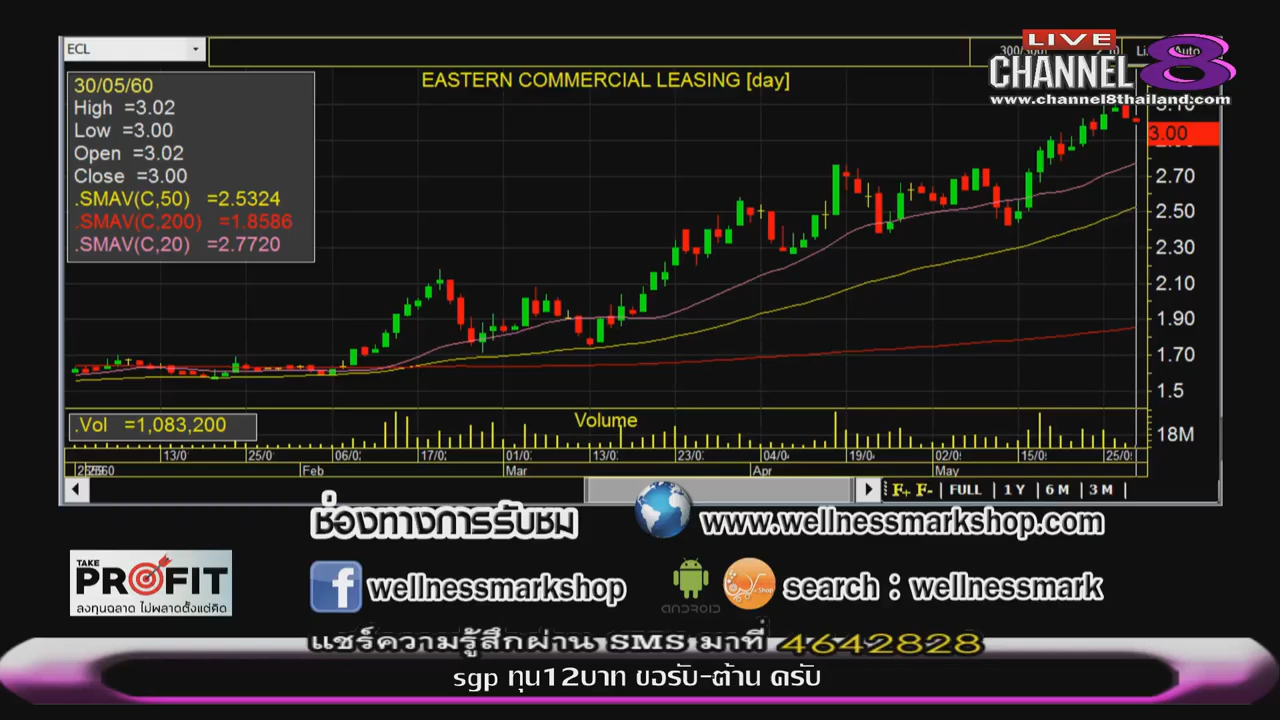 ECL
LIVE
CHANNEL 8
www.channel8thailand.com
EASTERN COMMERCIAL LEASING [day]
30/05/60
High =3.02
Low =3.00
Open =3.02
Close =3.00
.SMAV(C,50) =2.5324
.SMAV(C,200) =1.8586
.SMAV(C,20) =2.7720
3.10
3.00
2.70
2.50
2.30
2.10
1.90
1.70
1.5
.Vol =1,083,200
Volume
18M
13/0 25/0 06/0 17/0 01/0 13/0 23/0 04/0 19/0 02/0 15/0 25/0
Feb Mar Apr May
F+ F- FULL 1 Y 6 M 3 M
ช่องทางการรับชม
www.wellnessmarkshop.com
TAKE
PROFIT
ลงทุนฉลาด ไม่พลาดตั้งแต่คิด
wellnessmarkshop
ANDROID
search : wellnessmark
แชร์ความรู้สึกผ่าน SMS มาที่ 4642828
sgp ทุน12บาท ขอรับ-ต้าน ครับ